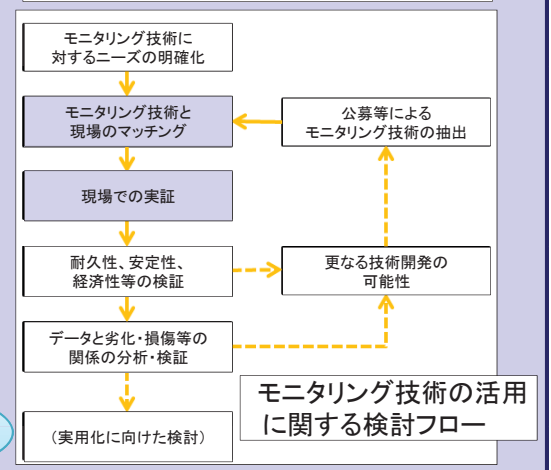 モニタリング技術に
対するニーズの明確化
モニタリング技術と
現場のマッチング
公募等による
モニタリング技術の抽出
現場での実証
耐久性、安定性、
経済性等の検証
更なる技術開発の
可能性
データと劣化・損傷等の
関係の分析・検証
（実用化に向けた検討）
モニタリング技術の活用
に関する検討フロー